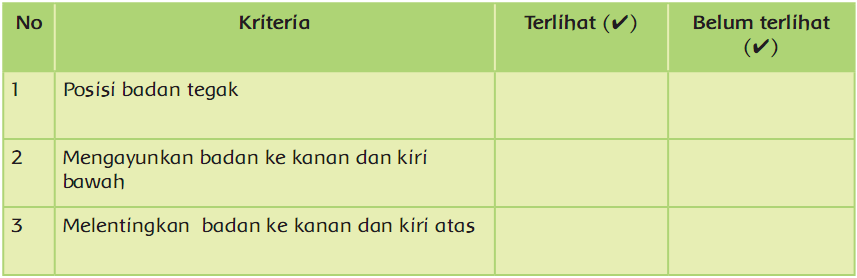 No Kriteria Terlihat (✔) Belum terlihat
(✔)
1 Posisi badan tegak
2 Mengayunkan badan ke kanan dan kiri
bawah
3 Melentingkan badan ke kanan dan kiri atas